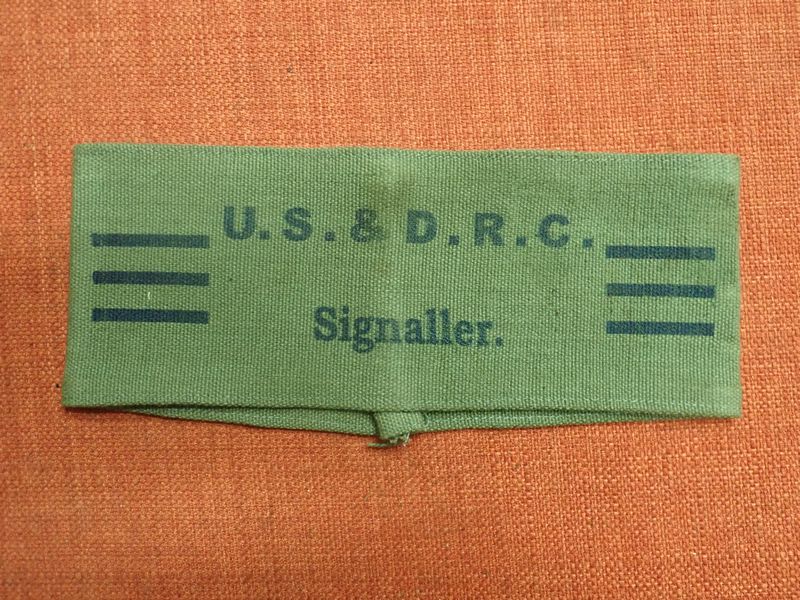 U. S. & D. R. C.
Signaller.